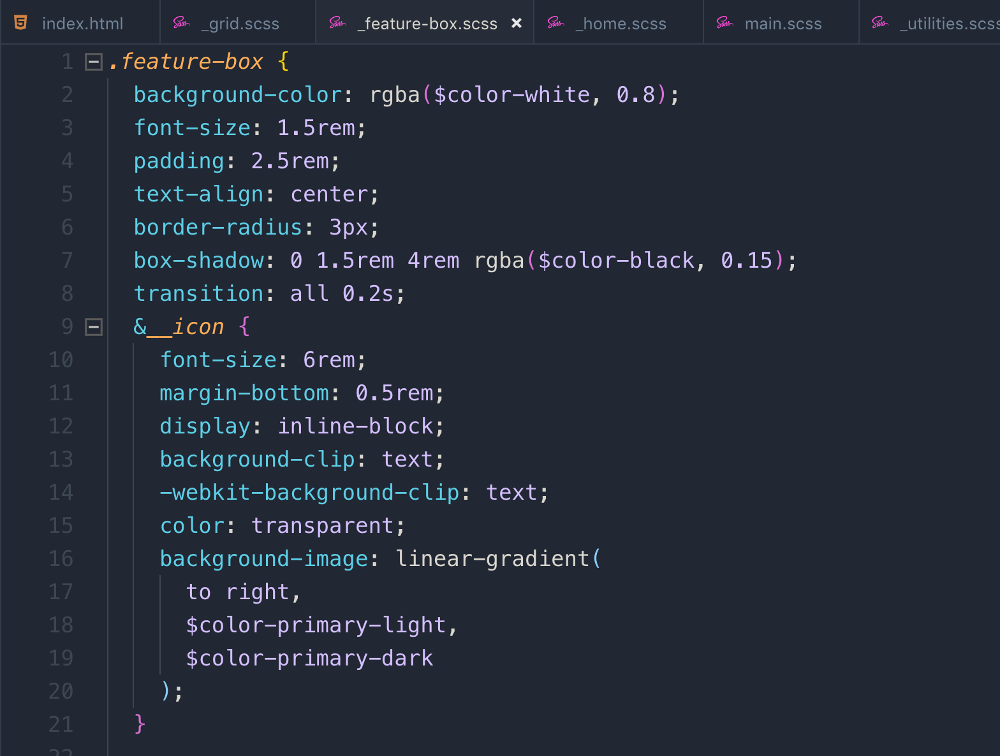 index.html _grid.scss _feature-box.scss × _home.scss main.scss _utilities.scss
1 .feature-box {
2 background-color: rgba($color-white, 0.8);
3 font-size: 1.5rem;
4 padding: 2.5rem;
5 text-align: center;
6 border-radius: 3px;
7 box-shadow: 0 1.5rem 4rem rgba($color-black, 0.15);
8 transition: all 0.2s;
9 &__icon {
10 font-size: 6rem;
11 margin-bottom: 0.5rem;
12 display: inline-block;
13 background-clip: text;
14 -webkit-background-clip: text;
15 color: transparent;
16 background-image: linear-gradient(
17 to right,
18 $color-primary-light,
19 $color-primary-dark
20 );
21 }
22